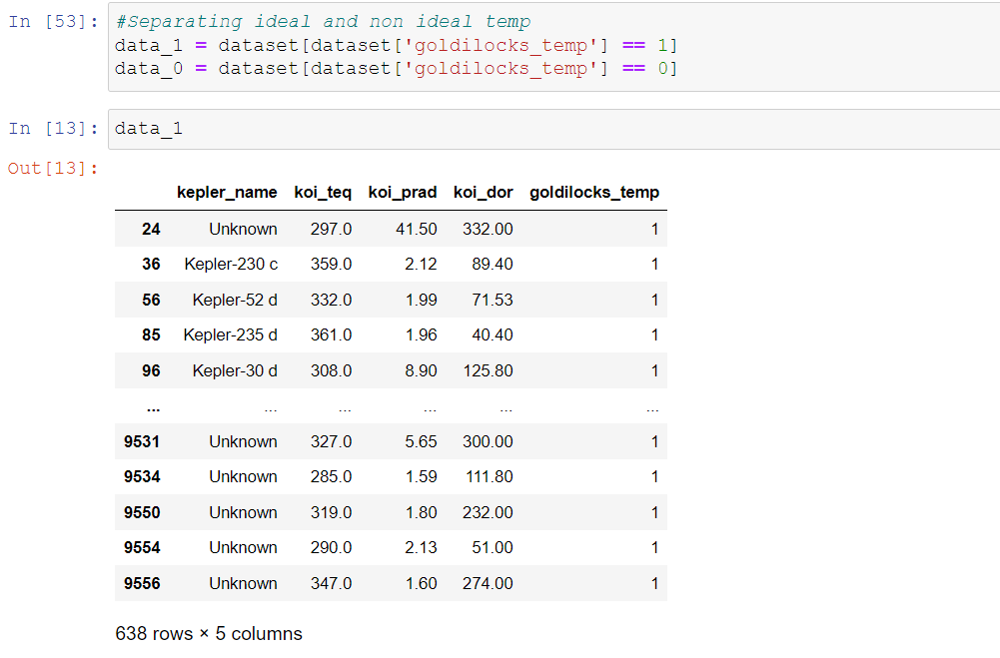 In [53]: #Separating ideal and non ideal temp
data_1 = dataset[dataset['goldilocks_temp'] == 1]
data_0 = dataset[dataset['goldilocks_temp'] == 0]
In [13]: data_1
Out[13]:
kepler_name koi_teq koi_prad koi_dor goldilocks_temp
24 Unknown 297.0 41.50 332.00 1
36 Kepler-230 c 359.0 2.12 89.40 1
56 Kepler-52 d 332.0 1.99 71.53 1
85 Kepler-235 d 361.0 1.96 40.40 1
96 Kepler-30 d 308.0 8.90 125.80 1
... ... ... ... ... ...
9531 Unknown 327.0 5.65 300.00 1
9534 Unknown 285.0 1.59 111.80 1
9550 Unknown 319.0 1.80 232.00 1
9554 Unknown 290.0 2.13 51.00 1
9556 Unknown 347.0 1.60 274.00 1
638 rows × 5 columns